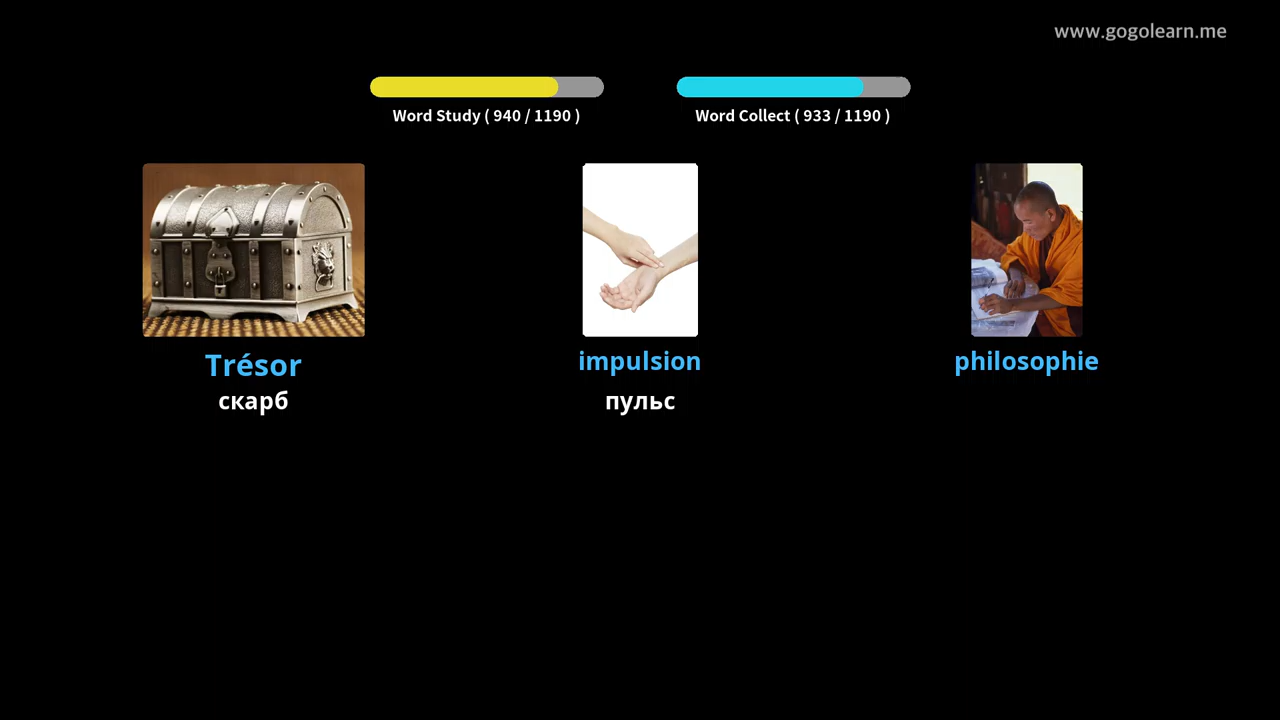 www.gogolearn.me
Word Study ( 940 / 1190 )
Word Collect ( 933 / 1190 )
Trésor
impulsion
philosophie
скарб
пульс